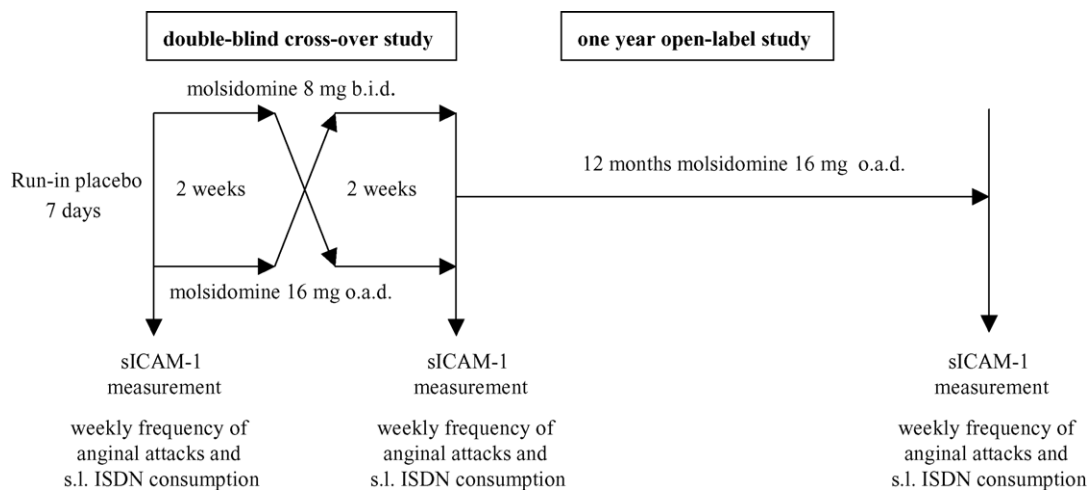 double-blind cross-over study
one year open-label study
molsidomine 8 mg b.i.d.
Run-in placebo
7 days
2 weeks
2 weeks
12 months molsidomine 16 mg o.a.d.
molsidomine 16 mg o.a.d.
sICAM-1
measurement
weekly frequency of
anginal attacks and
s.l. ISDN consumption
sICAM-1
measurement
weekly frequency of
anginal attacks and
s.l. ISDN consumption
sICAM-1
measurement
weekly frequency of
anginal attacks and
s.l. ISDN consumption